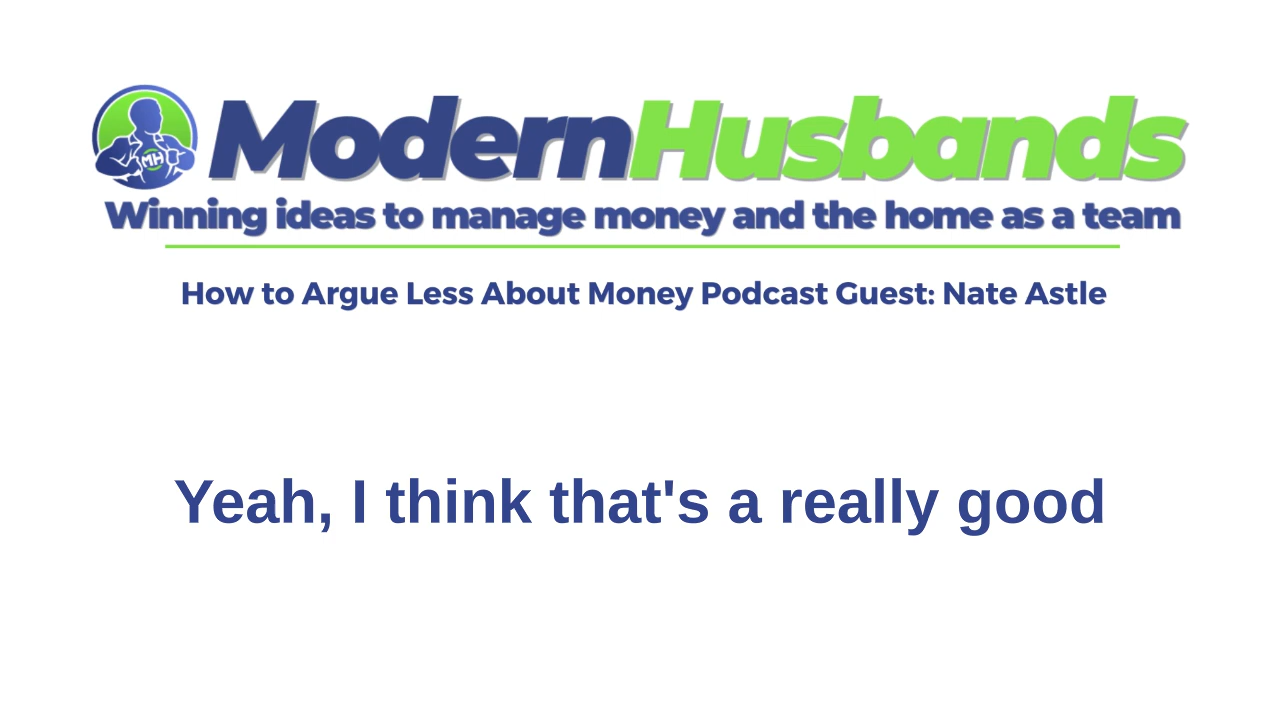 MH
ModernHusbands
Winning ideas to manage money and the home as a team
How to Argue Less About Money Podcast Guest: Nate Astle
Yeah, I think that's a really good